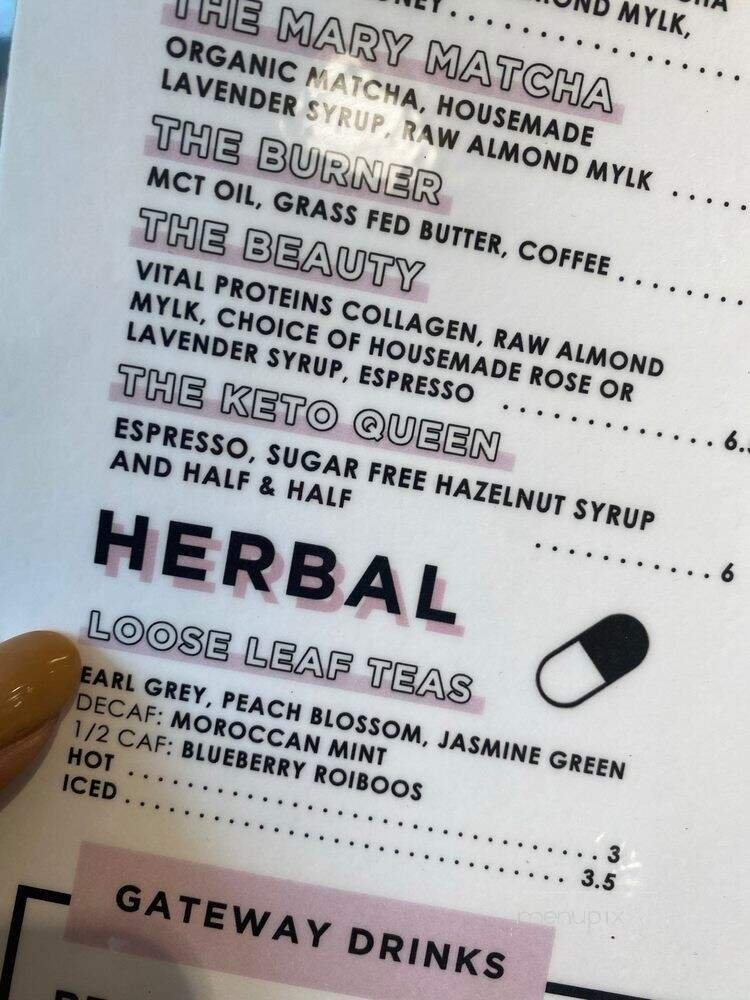 MYLK,
THE MARY MATCHA
ORGANIC MATCHA, HOUSEMADE
LAVENDER SYRUP, RAW ALMOND MYLK ......
THE BURNER
MCT OIL, GRASS FED BUTTER, COFFEE .........
THE BEAUTY
VITAL PROTEINS COLLAGEN, RAW ALMOND
MYLK, CHOICE OF HOUSEMADE ROSE OR
LAVENDER SYRUP, ESPRESSO ............... 6.
THE KETO QUEEN
ESPRESSO, SUGAR FREE HAZELNUT SYRUP
AND HALF & HALF ............. 6
HERBAL
LOOSE LEAF TEAS
EARL GREY, PEACH BLOSSOM, JASMINE GREEN
DECAF: MOROCCAN MINT
1/2 CAF: BLUEBERRY ROIBOOS
HOT ........................................ 3
ICED ...................................... 3.5
GATEWAY DRINKS
menupix